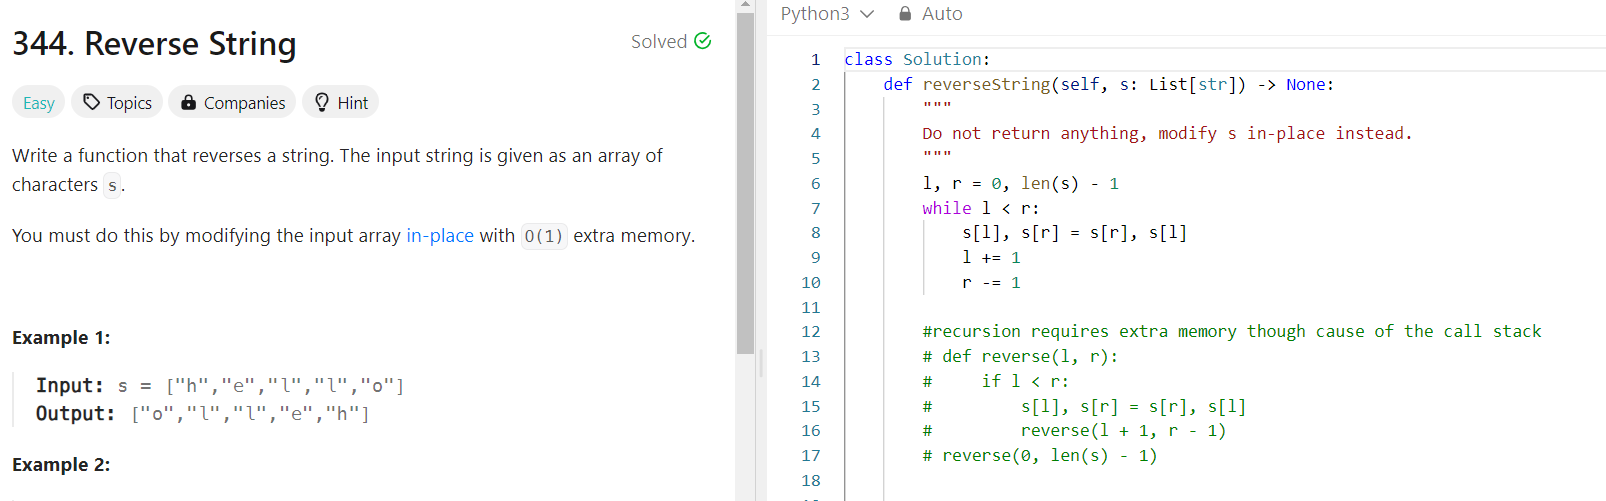 344. Reverse String
Solved
Easy
Topics
Companies
Hint
Write a function that reverses a string. The input string is given as an array of
characters s.
You must do this by modifying the input array in-place with O(1) extra memory.
Example 1:
Input: s = ["h","e","l","l","o"]
Output: ["o","l","l","e","h"]
Example 2:
Python3
Auto
1 class Solution:
2     def reverseString(self, s: List[str]) -> None:
3         """
4         Do not return anything, modify s in-place instead.
5         """
6         l, r = 0, len(s) - 1
7         while l < r:
8             s[l], s[r] = s[r], s[l]
9             l += 1
10             r -= 1
11
12         #recursion requires extra memory though cause of the call stack
13         # def reverse(l, r):
14         #     if l < r:
15         #         s[l], s[r] = s[r], s[l]
16         #         reverse(l + 1, r - 1)
17         # reverse(0, len(s) - 1)
18